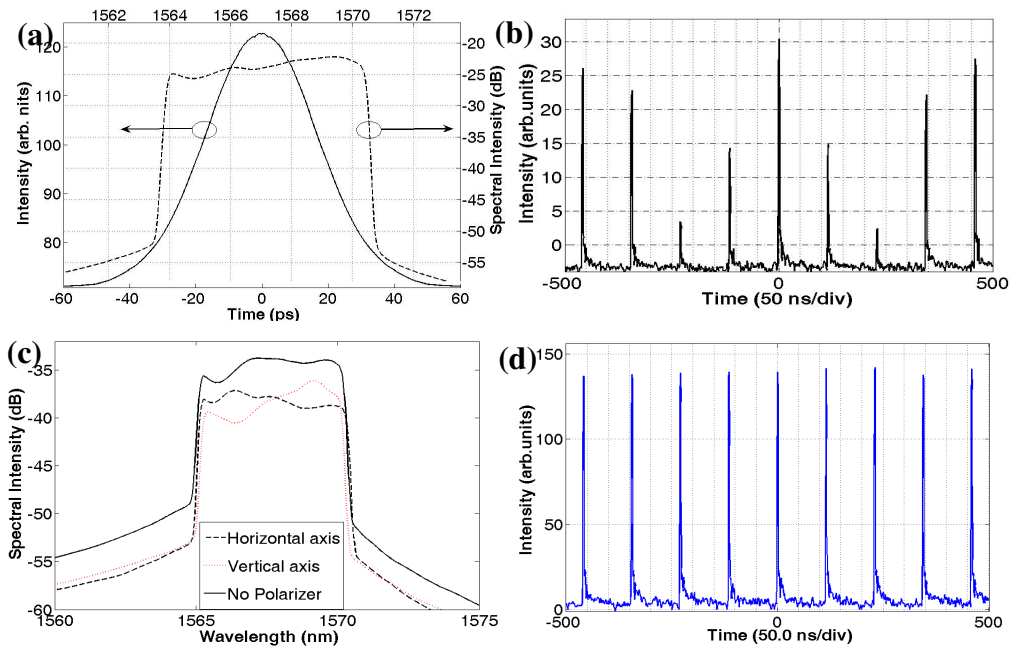 (a)
1562 1564 1566 1568 1570 1572
120
110
100
90
80
Intensity (arb. nits)
-20
-25
-30
-35
-40
-45
-50
-55
Spectral Intensity (dB)
-60 -40 -20 0 20 40 60
Time (ps)
(b)
30
25
20
15
10
5
0
Intensity (arb.units)
-500 0 500
Time (50 ns/div)
(c)
-35
-40
-45
-50
-55
-60
Spectral Intensity (dB)
Horizontal axis
Vertical axis
No Polarizer
1560 1565 1570 1575
Wavelength (nm)
(d)
150
100
50
0
Intensity (arb.units)
-500 0 500
Time (50.0 ns/div)